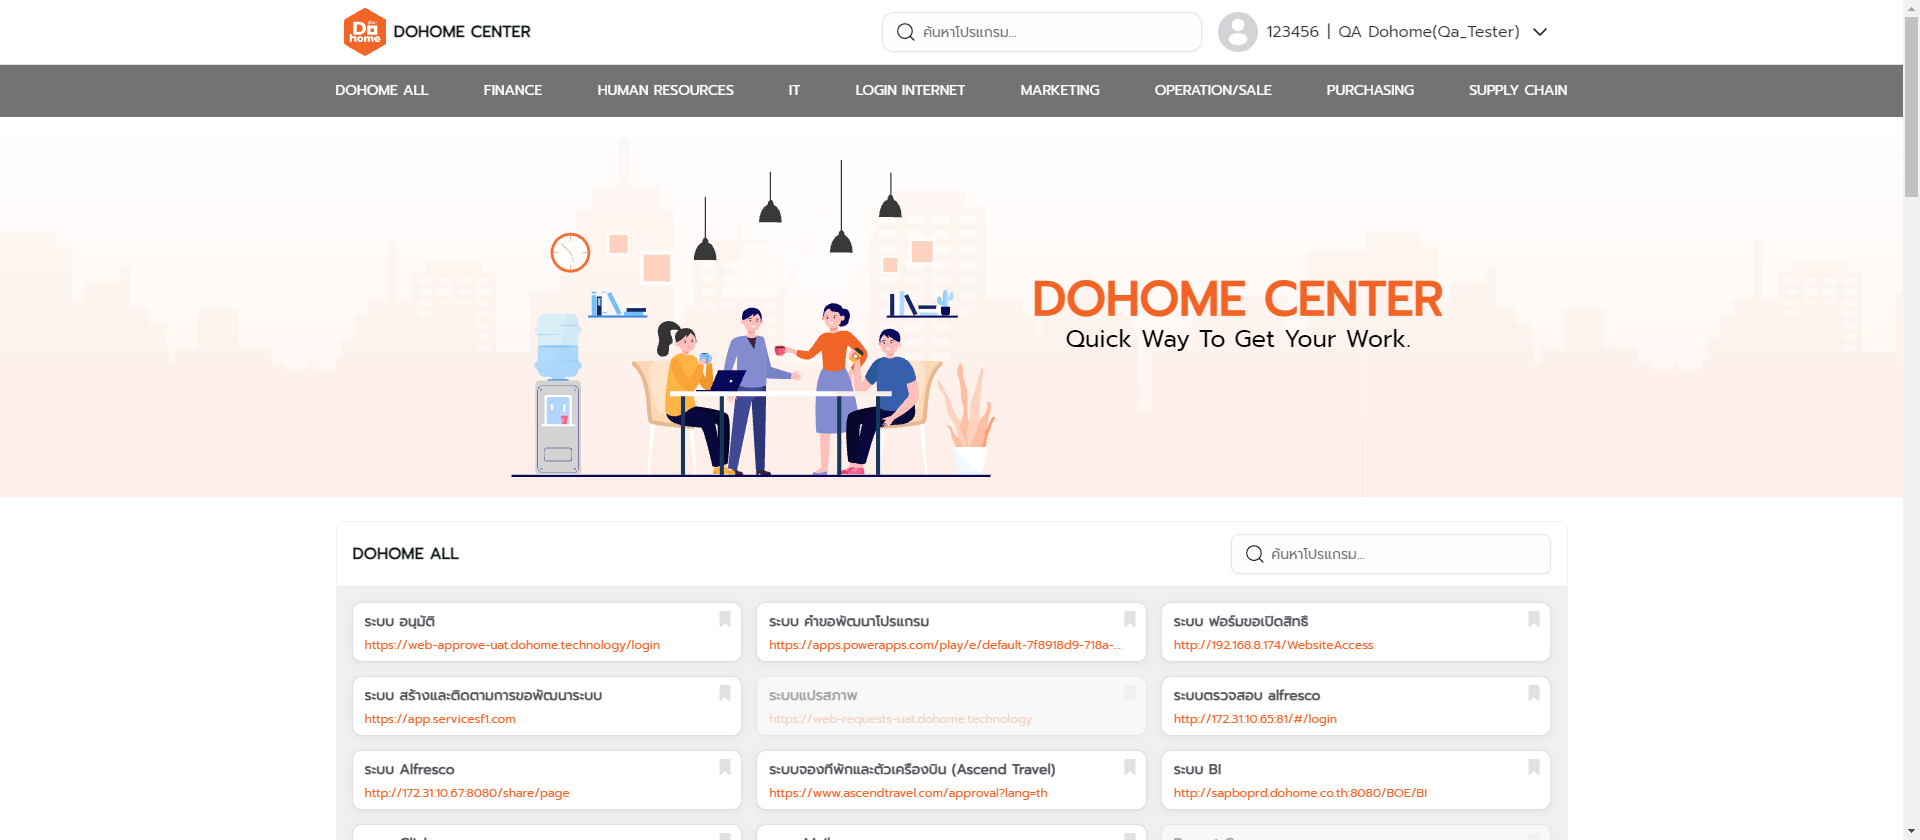 Do
home
DOHOME CENTER
ค้นหาโปรแกรม...
123456 | QA Dohome(Qa_Tester)
DOHOME ALL
FINANCE
HUMAN RESOURCES
IT
LOGIN INTERNET
MARKETING
OPERATION/SALE
PURCHASING
SUPPLY CHAIN
DOHOME CENTER
Quick Way To Get Your Work.
DOHOME ALL
ค้นหาโปรแกรม...
ระบบ อนุมัติ
https://web-approve-uat.dohome.technology/login
ระบบ คำขอพัฒนาโปรแกรม
https://apps.powerapps.com/play/e/default-7f8918d9-718a-...
ระบบ ฟอร์มขอเปิดสิทธิ
http://192.168.8.174/WebsiteAccess
ระบบ สร้างและติดตามการขอพัฒนาระบบ
https://app.servicesf1.com
ระบบแปรสภาพ
https://web-requests-uat.dohome.technology
ระบบตรวจสอบ alfresco
http://172.31.10.65:81/#/login
ระบบ Alfresco
http://172.31.10.67:8080/share/page
ระบบจองที่พักและตัวเครื่องบิน (Ascend Travel)
https://www.ascendtravel.com/approval?lang=th
ระบบ BI
http://sapboprd.dohome.co.th:8080/BOE/BI